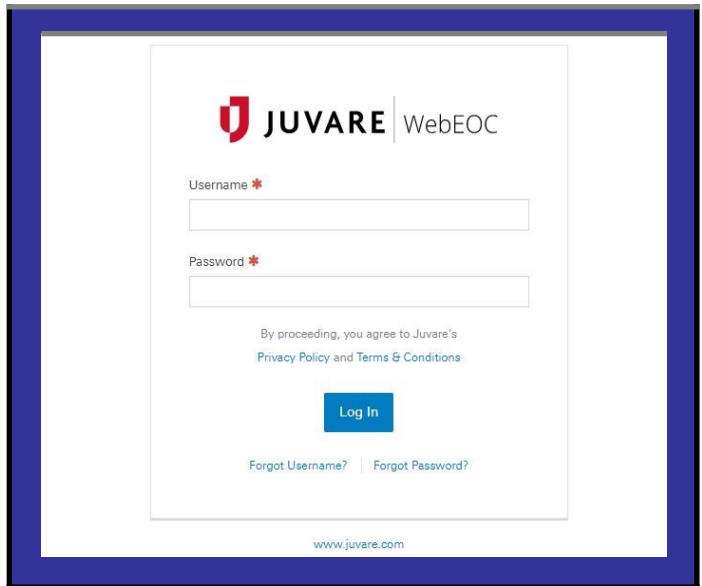 JUVARE WebEOC
Username *
Password *
By proceeding, you agree to Juvare's
Privacy Policy and Terms & Conditions
Log In
Forgot Username? Forgot Password?
www.juvare.com